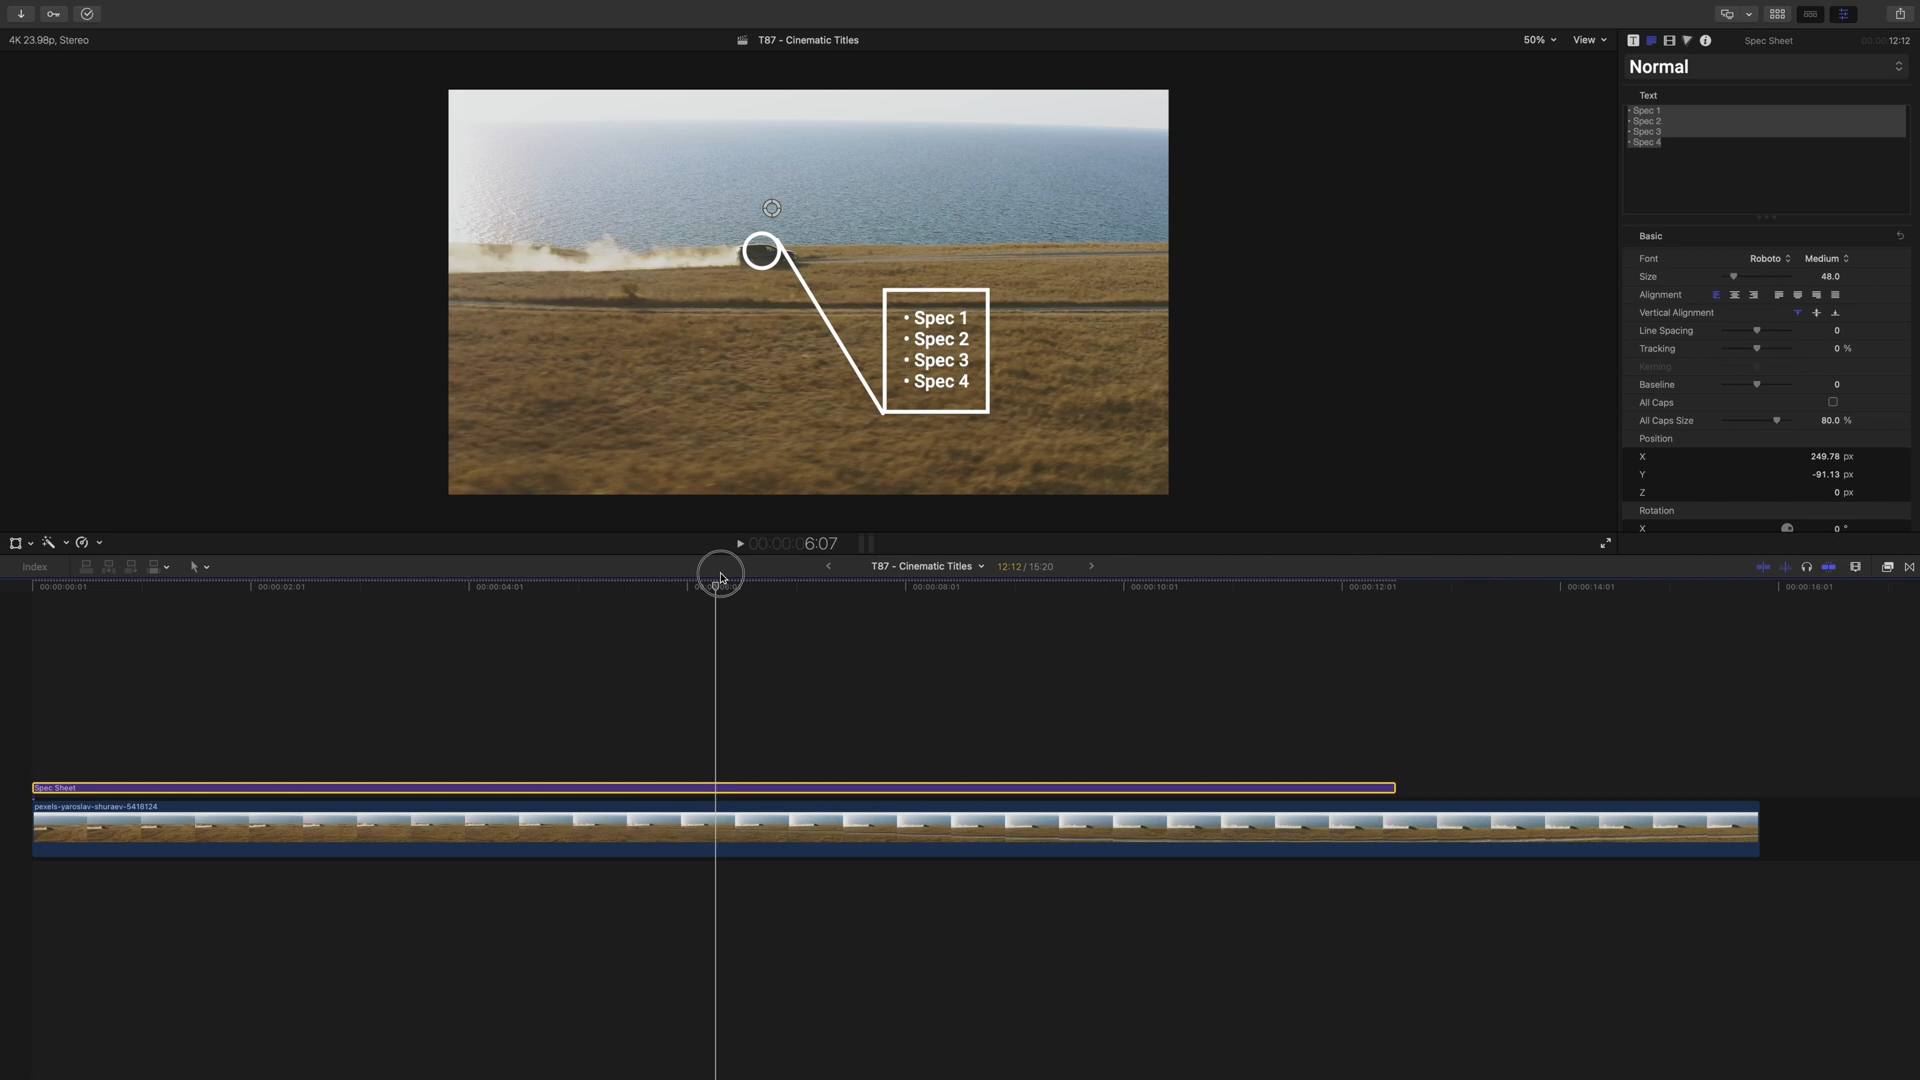 4K 23.98p, Stereo
T87 - Cinematic Titles
50%
View
Spec Sheet
00:00:00:12:12
Normal
Text
• Spec 1
• Spec 2
• Spec 3
• Spec 4
Basic
Font
Roboto
Medium
Size
48.0
Alignment
Vertical Alignment
Line Spacing
0
Tracking
0 %
Kerning
Baseline
0
All Caps
All Caps Size
80.0 %
Position
X
249.78 px
Y
-91.13 px
Z
0 px
Rotation
X
0 °
• Spec 1
• Spec 2
• Spec 3
• Spec 4
00:00:00:06:07
Index
T87 - Cinematic Titles
12:12 / 15:20
00:00:00:01
00:00:02:01
00:00:04:01
00:00:08:01
00:00:10:01
00:00:12:01
00:00:14:01
00:00:16:01
Spec Sheet
pexels-yaroslav-shuraev-5418124